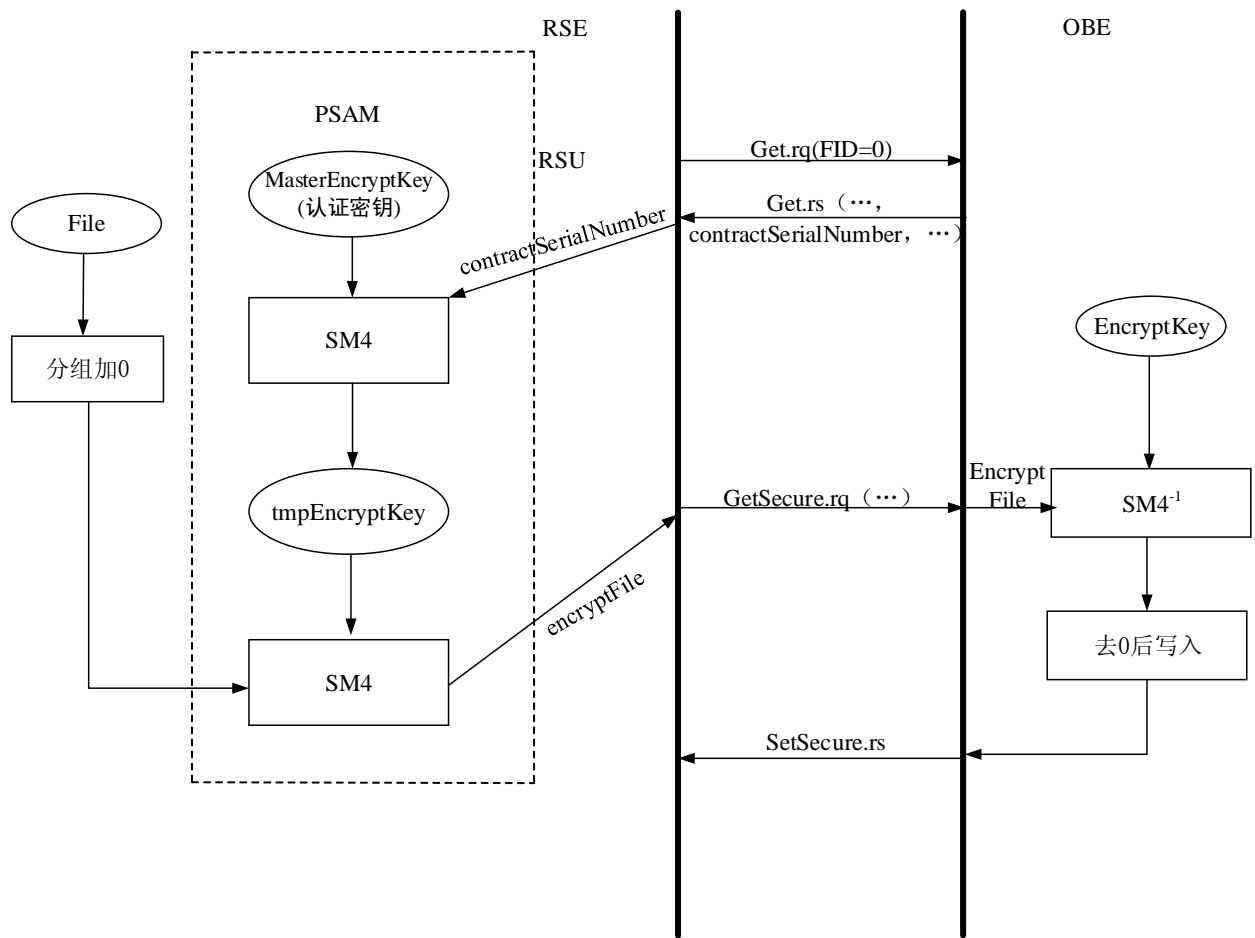 RSE
OBE
PSAM
RSU
MasterEncryptKey
(认证密钥)
File
Get.rq(FID=0)
Get.rs（…，
contractSerialNumber，…）
contractSerialNumber
SM4
分组加0
EncryptKey
tmpEncryptKey
GetSecure.rq（…）
Encrypt
File
SM4-1
encryptFile
SM4
去0后写入
SetSecure.rs